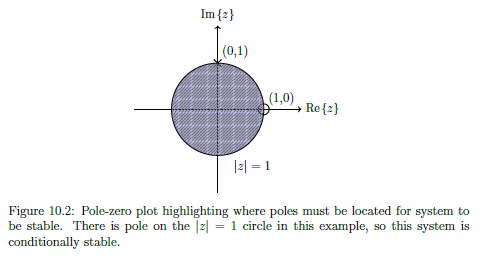 Im{z}
(0,1)
(1,0)
Re{z}
|z| = 1
Figure 10.2: Pole-zero plot highlighting where poles must be located for system to
be stable. There is pole on the |z| = 1 circle in this example, so this system is
conditionally stable.